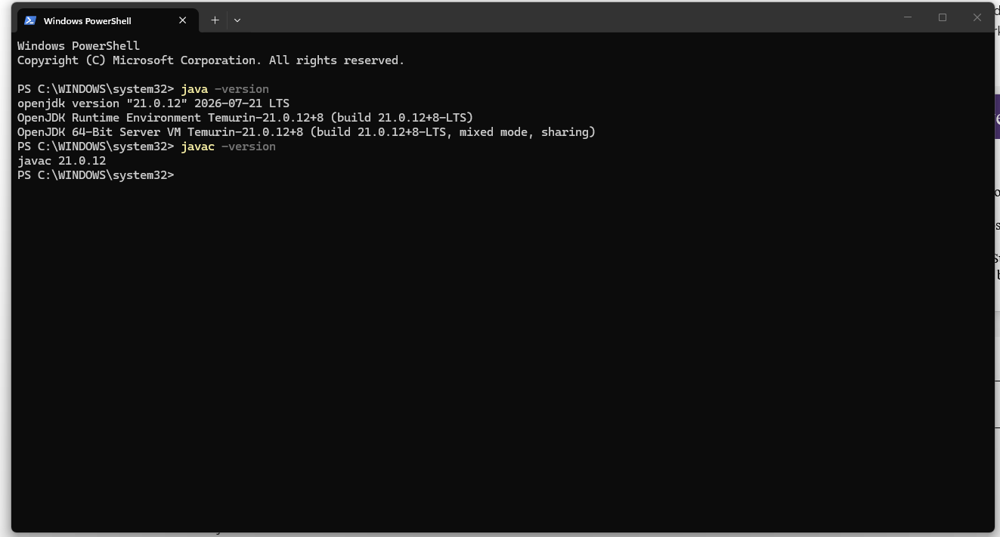 Windows PowerShell
Windows PowerShell
Copyright (C) Microsoft Corporation. All rights reserved.
PS C:\WINDOWS\system32> java -version
openjdk version "21.0.12" 2026-07-21 LTS
OpenJDK Runtime Environment Temurin-21.0.12+8 (build 21.0.12+8-LTS)
OpenJDK 64-Bit Server VM Temurin-21.0.12+8 (build 21.0.12+8-LTS, mixed mode, sharing)
PS C:\WINDOWS\system32> javac -version
javac 21.0.12
PS C:\WINDOWS\system32>